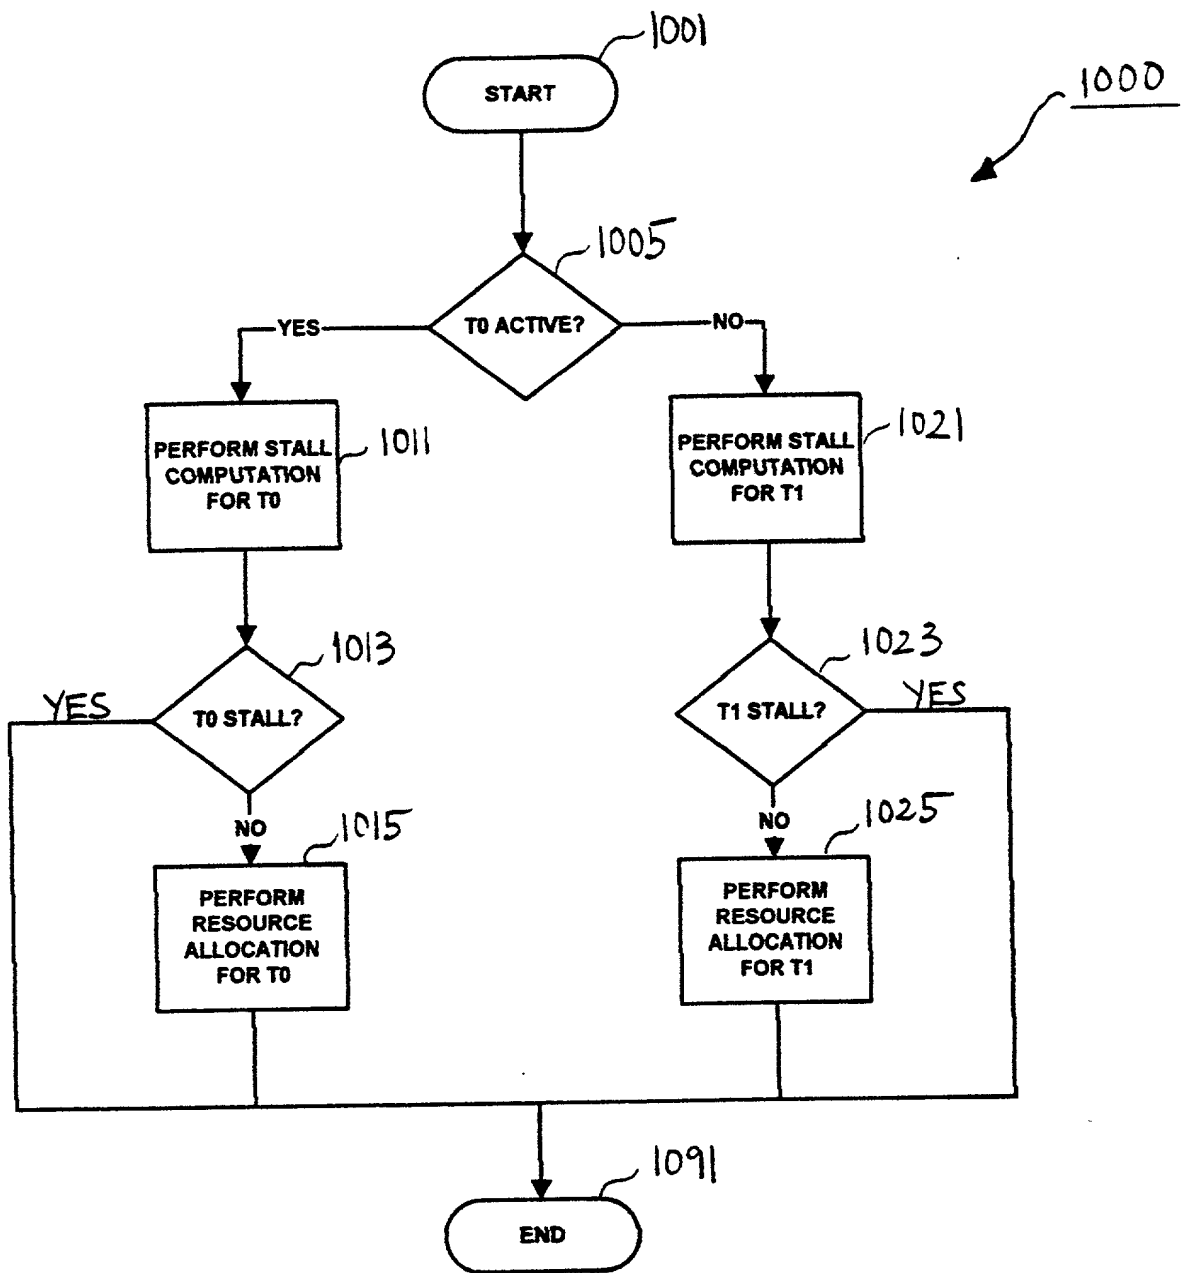 1001
START
1000
1005
T0 ACTIVE?
YES
NO
PERFORM STALL
COMPUTATION
FOR T0
1011
PERFORM STALL
COMPUTATION
FOR T1
1021
1013
T0 STALL?
YES
1023
T1 STALL?
YES
NO
1015
PERFORM
RESOURCE
ALLOCATION
FOR T0
NO
1025
PERFORM
RESOURCE
ALLOCATION
FOR T1
1091
END